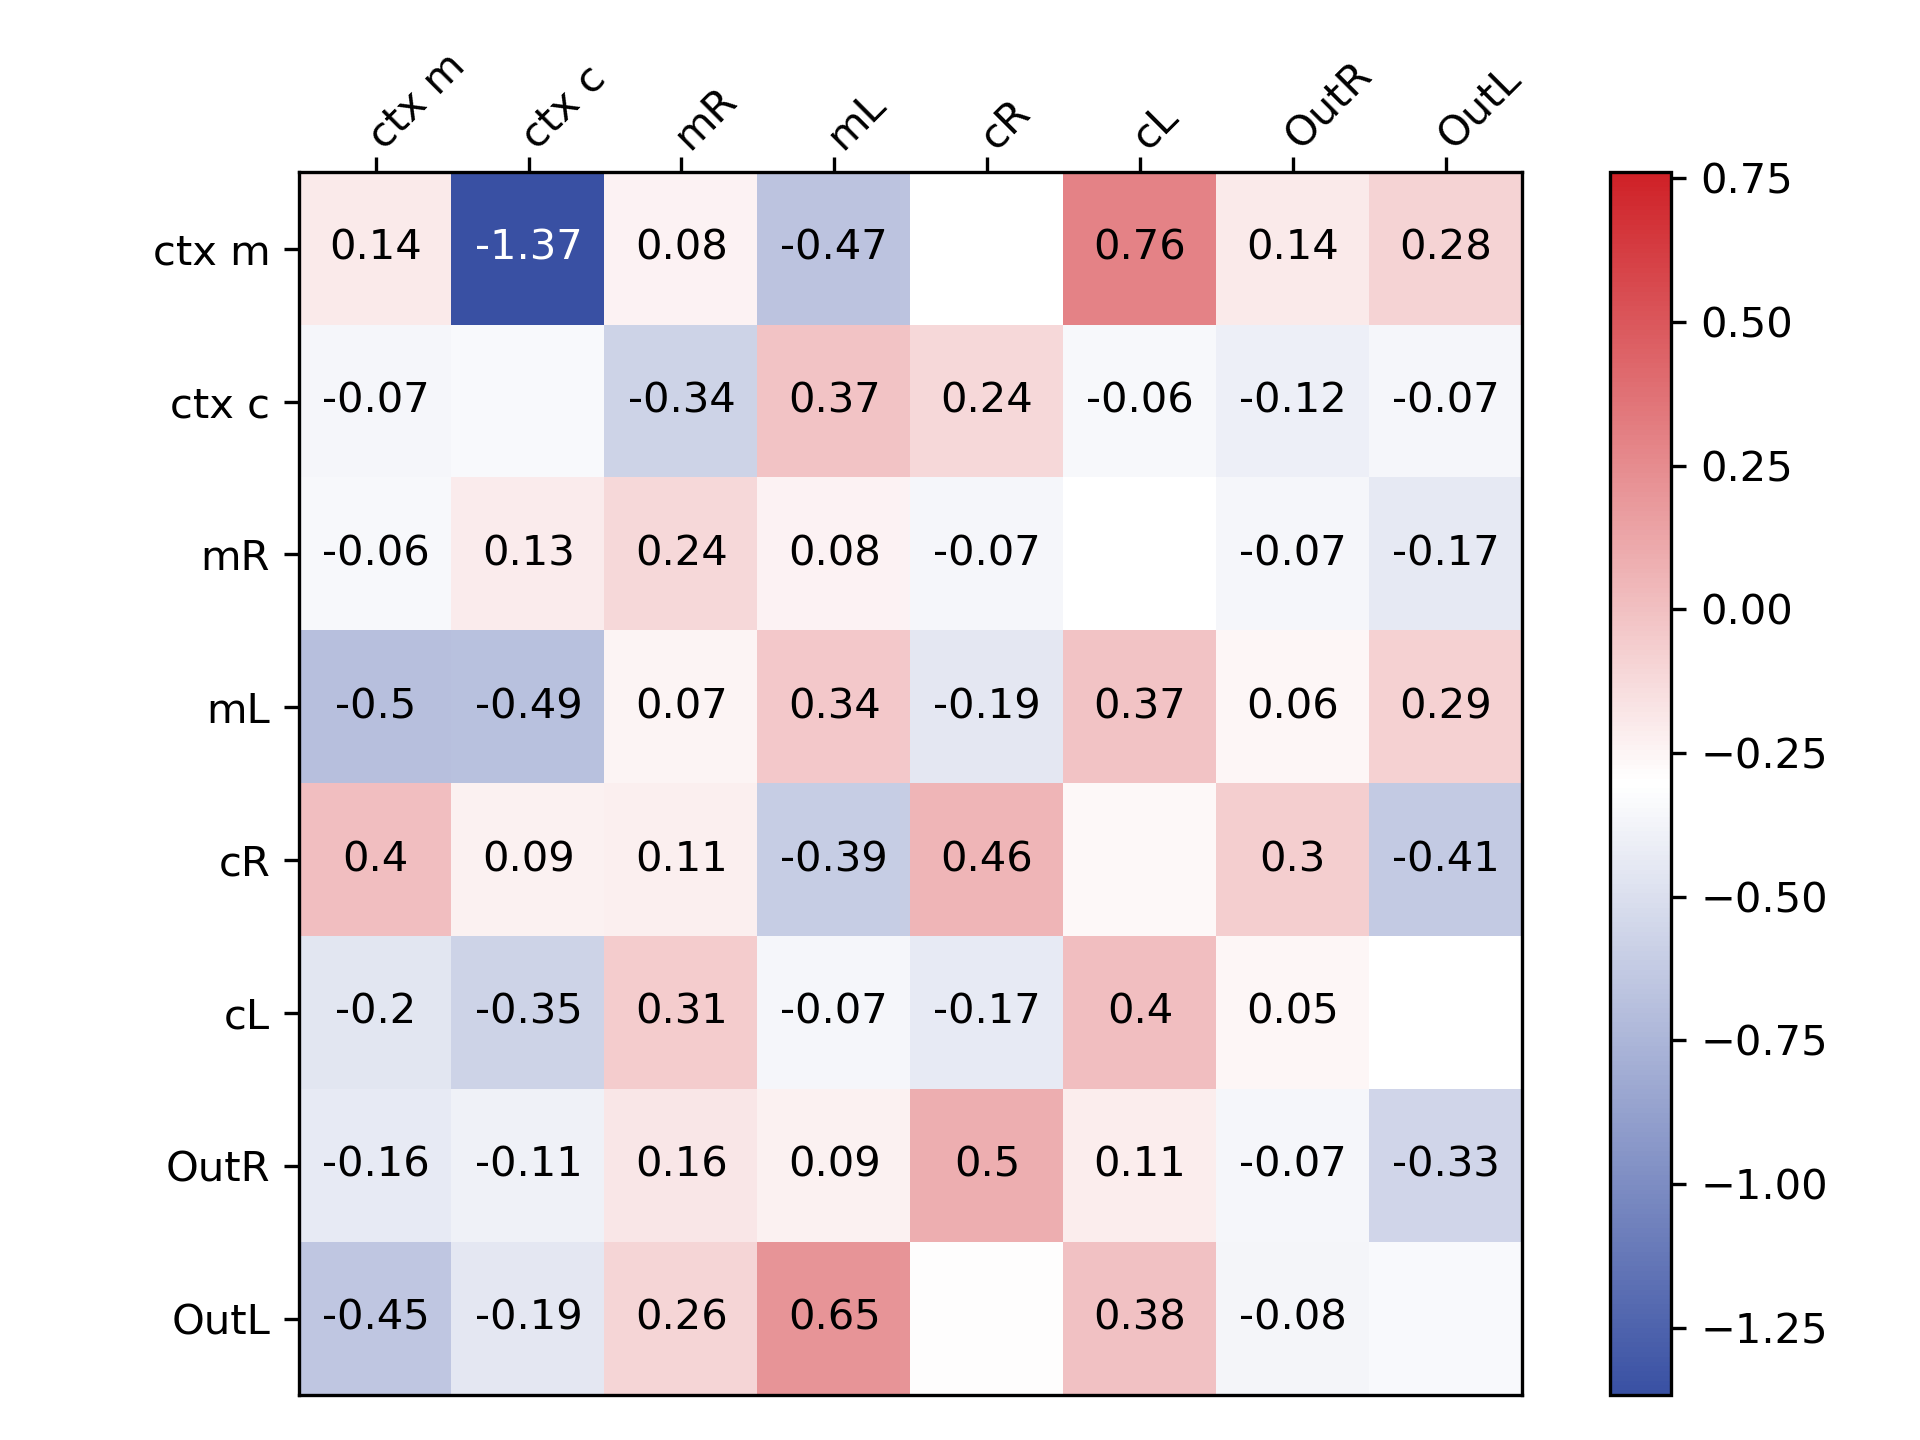 ctx m ctx c mR mL cR cL OutR OutL
ctx m 0.14 -1.37 0.08 -0.47 0.76 0.14 0.28
ctx c -0.07 -0.34 0.37 0.24 -0.06 -0.12 -0.07
mR -0.06 0.13 0.24 0.08 -0.07 -0.07 -0.17
mL -0.5 -0.49 0.07 0.34 -0.19 0.37 0.06 0.29
cR 0.4 0.09 0.11 -0.39 0.46 0.3 -0.41
cL -0.2 -0.35 0.31 -0.07 -0.17 0.4 0.05
OutR -0.16 -0.11 0.16 0.09 0.5 0.11 -0.07 -0.33
OutL -0.45 -0.19 0.26 0.65 0.38 -0.08
0.75
0.50
0.25
0.00
−0.25
−0.50
−0.75
−1.00
−1.25